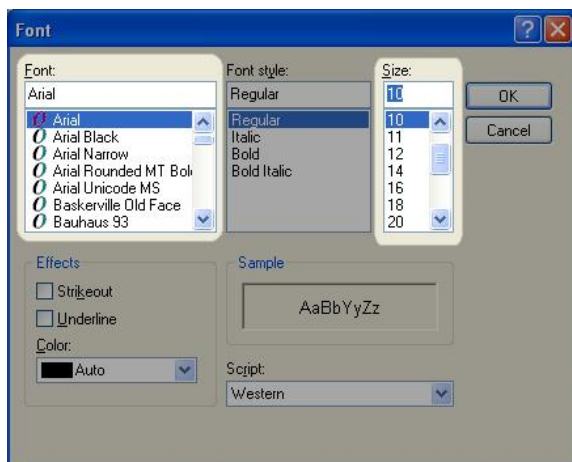 Font
Font:
Arial
Arial
Arial Black
Arial Narrow
Arial Rounded MT Bol
Arial Unicode MS
Baskerville Old Face
Bauhaus 93
Font style:
Regular
Regular
Italic
Bold
Bold Italic
Size:
10
10
11
12
14
16
18
20
OK
Cancel
Effects
Strikeout
Underline
Color:
Auto
Sample
AaBbYyZz
Script:
Western